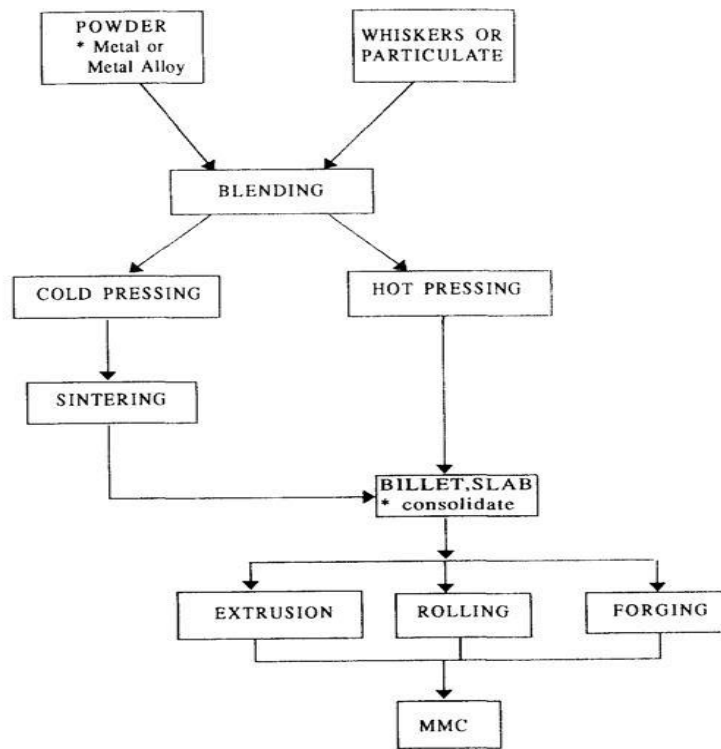 POWDER
* Metal or
Metal Alloy
WHISKERS OR
PARTICULATE
BLENDING
COLD PRESSING
HOT PRESSING
SINTERING
BILLET,SLAB
* consolidate
EXTRUSION
ROLLING
FORGING
MMC